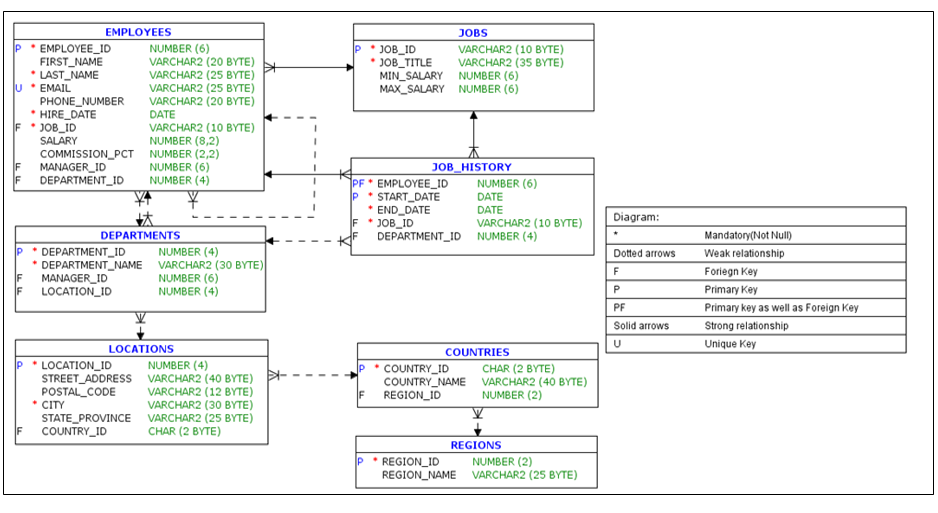 EMPLOYEES
P * EMPLOYEE_ID NUMBER (6)
FIRST_NAME VARCHAR2 (20 BYTE)
* LAST_NAME VARCHAR2 (25 BYTE)
U * EMAIL VARCHAR2 (25 BYTE)
PHONE_NUMBER VARCHAR2 (20 BYTE)
* HIRE_DATE DATE
F * JOB_ID VARCHAR2 (10 BYTE)
SALARY NUMBER (8,2)
COMMISSION_PCT NUMBER (2,2)
F MANAGER_ID NUMBER (6)
F DEPARTMENT_ID NUMBER (4)
JOBS
P * JOB_ID VARCHAR2 (10 BYTE)
* JOB_TITLE VARCHAR2 (35 BYTE)
MIN_SALARY NUMBER (6)
MAX_SALARY NUMBER (6)
JOB_HISTORY
PF * EMPLOYEE_ID NUMBER (6)
P * START_DATE DATE
* END_DATE DATE
F * JOB_ID VARCHAR2 (10 BYTE)
F DEPARTMENT_ID NUMBER (4)
DEPARTMENTS
P * DEPARTMENT_ID NUMBER (4)
* DEPARTMENT_NAME VARCHAR2 (30 BYTE)
F MANAGER_ID NUMBER (6)
F LOCATION_ID NUMBER (4)
LOCATIONS
P * LOCATION_ID NUMBER (4)
STREET_ADDRESS VARCHAR2 (40 BYTE)
POSTAL_CODE VARCHAR2 (12 BYTE)
* CITY VARCHAR2 (30 BYTE)
STATE_PROVINCE VARCHAR2 (25 BYTE)
F COUNTRY_ID CHAR (2 BYTE)
COUNTRIES
P * COUNTRY_ID CHAR (2 BYTE)
COUNTRY_NAME VARCHAR2 (40 BYTE)
F REGION_ID NUMBER (2)
REGIONS
P * REGION_ID NUMBER (2)
REGION_NAME VARCHAR2 (25 BYTE)
Diagram:
* Mandatory(Not Null)
Dotted arrows Weak relationship
F Foriegn Key
P Primary Key
PF Primary key as well as Foreign Key
Solid arrows Strong relationship
U Unique Key